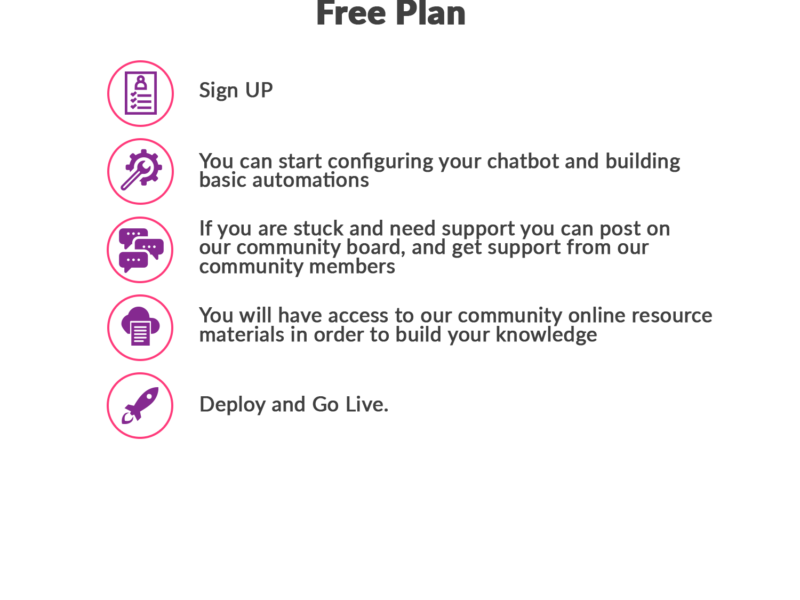 Free Plan
Sign UP
You can start configuring your chatbot and building
basic automations
If you are stuck and need support you can post on
our community board, and get support from our
community members
You will have access to our community online resource
materials in order to build your knowledge
Deploy and Go Live.